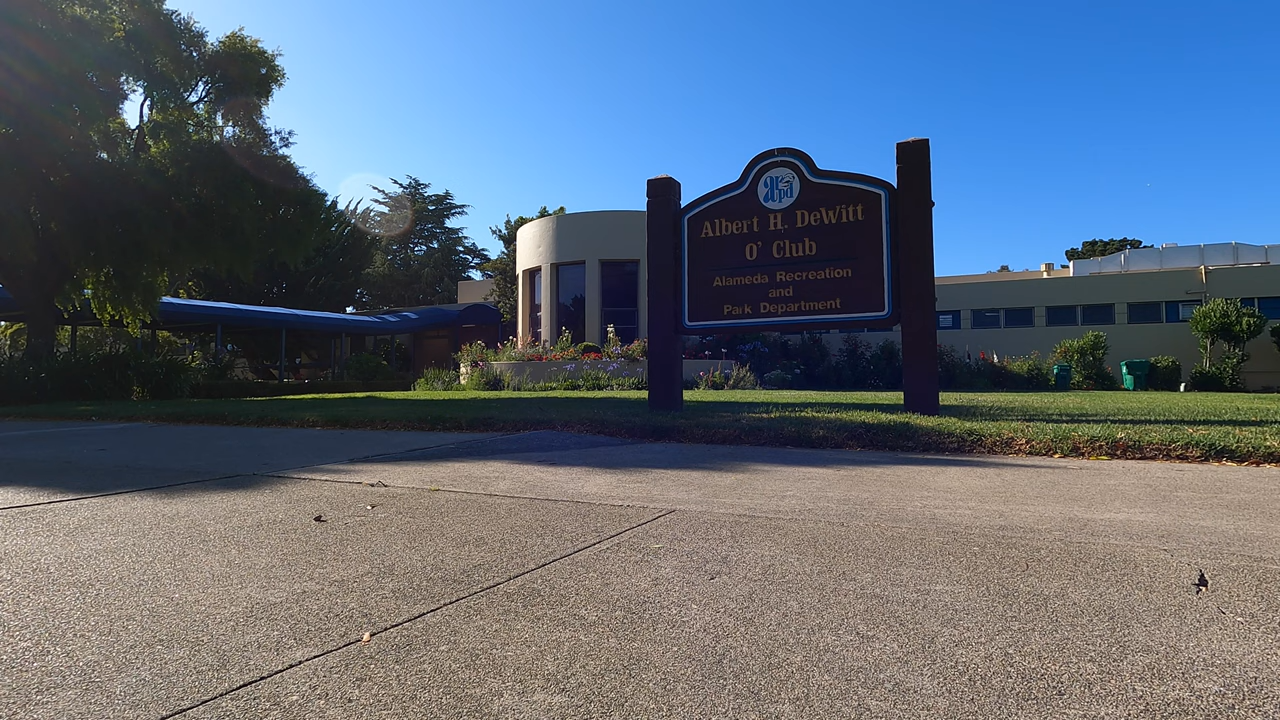 arpd
Albert H. DeWitt
O' Club
Alameda Recreation
and
Park Department